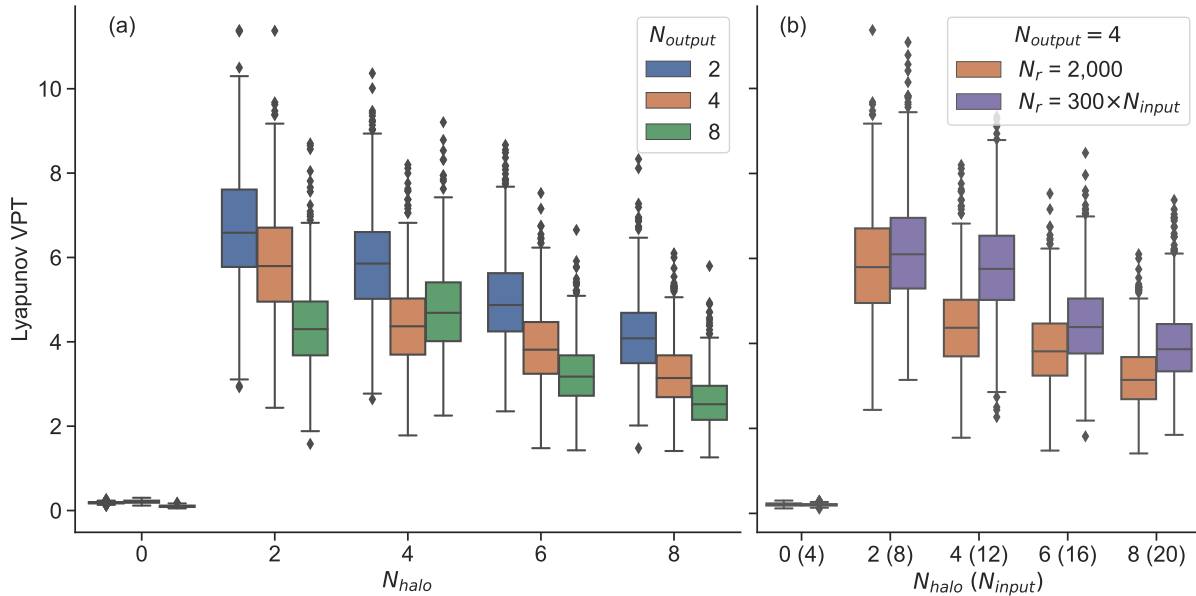 (a)
N_output
2
4
8
Lyapunov VPT
10
8
6
4
2
0
0 2 4 6 8
N_halo
(b)
N_output = 4
N_r = 2,000
N_r = 300×N_input
0 (4) 2 (8) 4 (12) 6 (16) 8 (20)
N_halo (N_input)